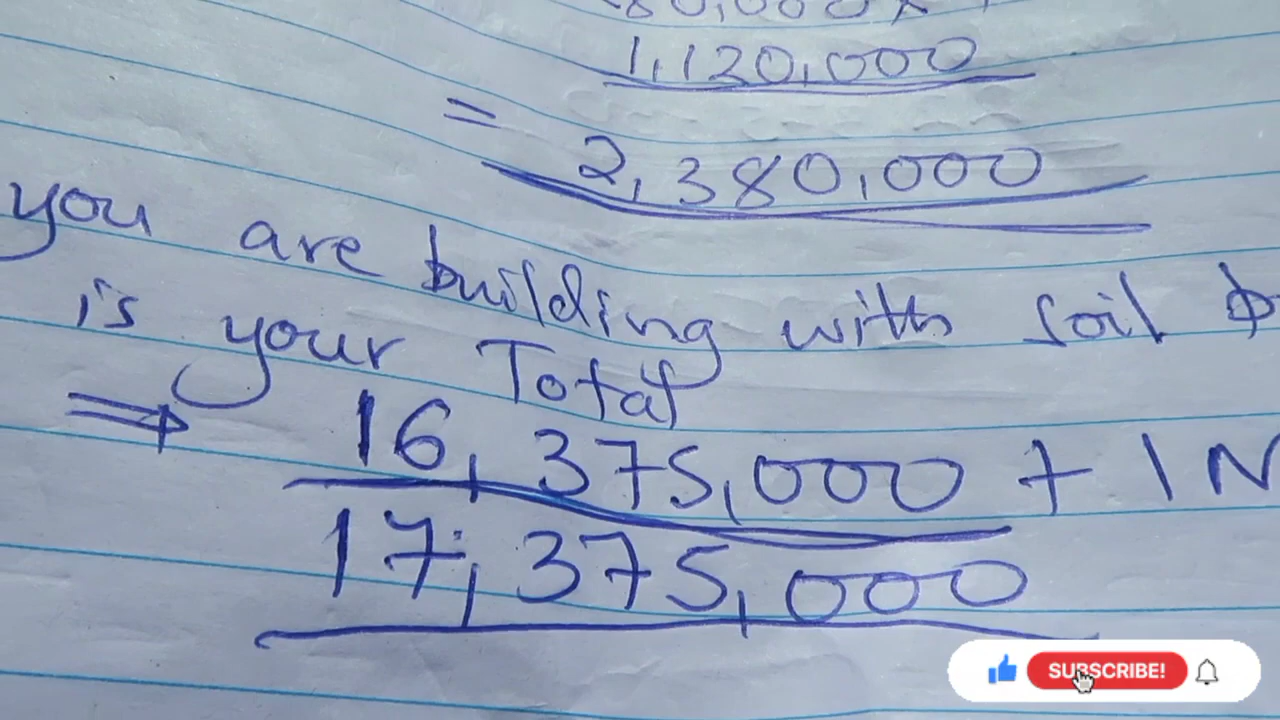 1,120,000
= 2,380,000
you are building with soil
is your Total
⇒ 16,375,000 + 1
17,375,000
SUBSCRIBE!